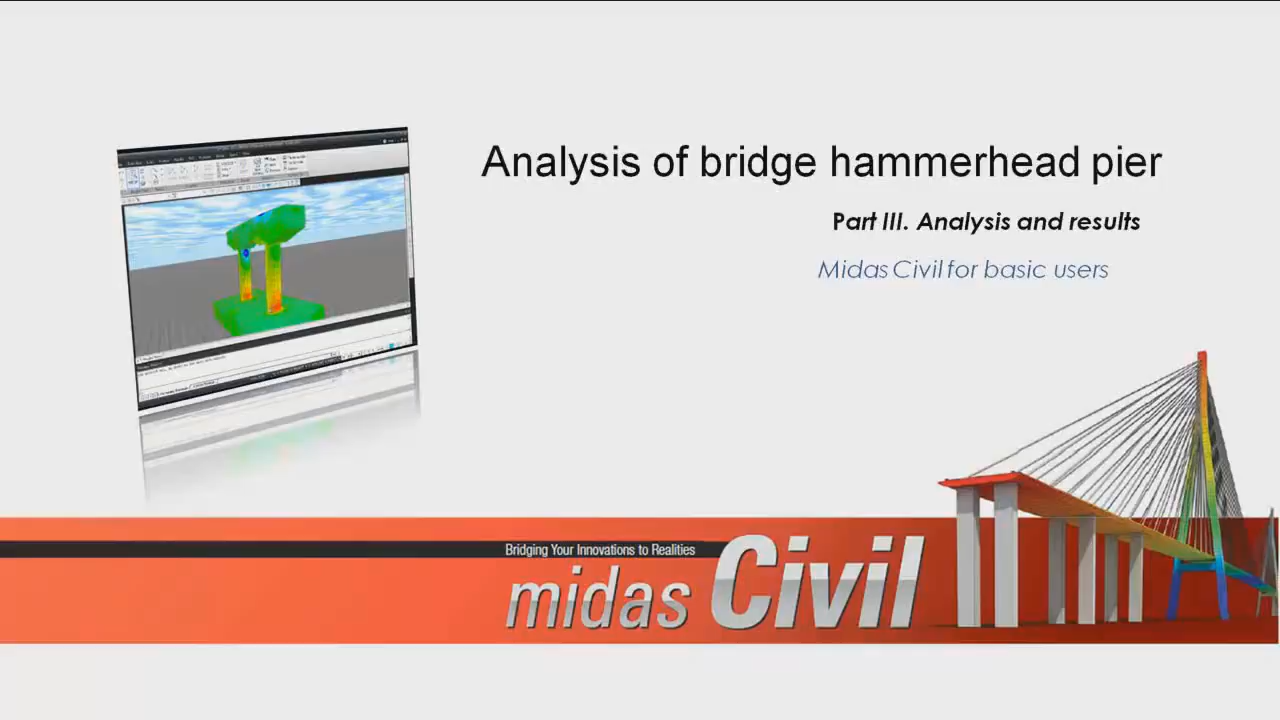 Analysis of bridge hammerhead pier
Part III. Analysis and results
Midas Civil for basic users
Bridging Your Innovations to Realities
midas Civil